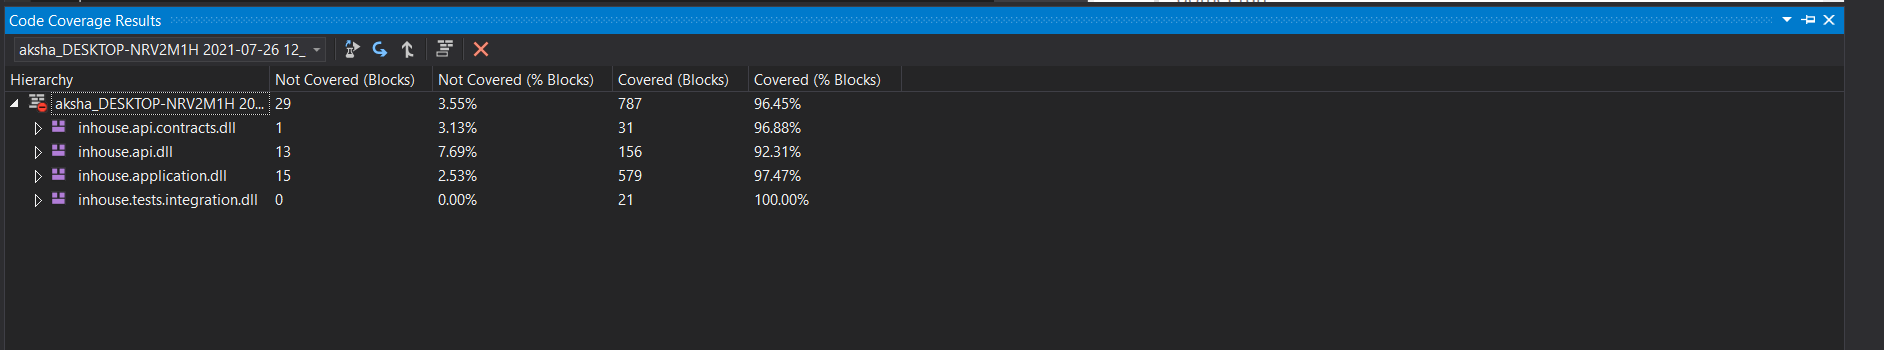 Code Coverage Results
aksha_DESKTOP-NRV2M1H 2021-07-26 12_
Hierarchy Not Covered (Blocks) Not Covered (% Blocks) Covered (Blocks) Covered (% Blocks)
aksha_DESKTOP-NRV2M1H 20... 29 3.55% 787 96.45%
inhouse.api.contracts.dll 1 3.13% 31 96.88%
inhouse.api.dll 13 7.69% 156 92.31%
inhouse.application.dll 15 2.53% 579 97.47%
inhouse.tests.integration.dll 0 0.00% 21 100.00%